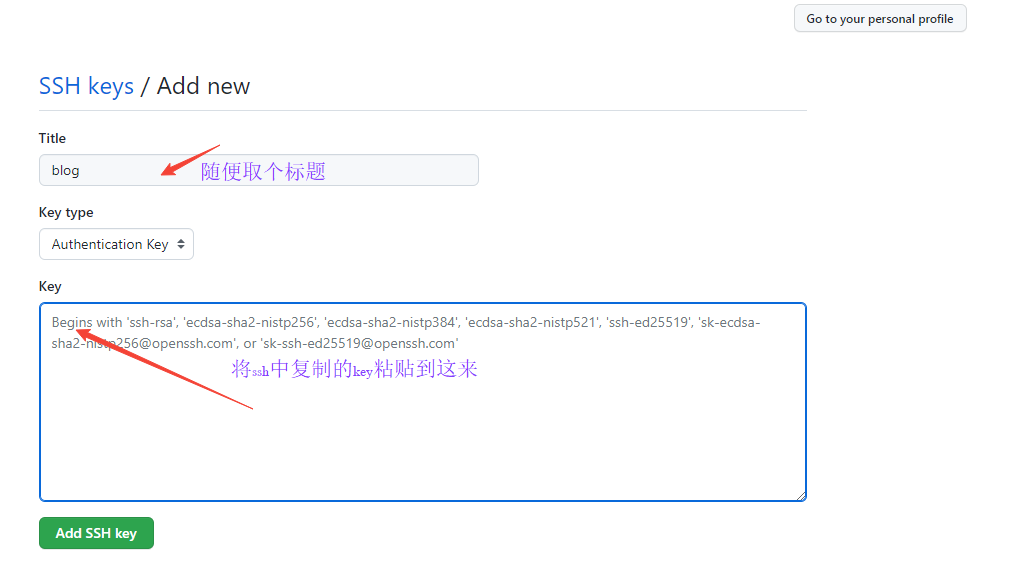 Go to your personal profile
SSH keys / Add new
Title
blog
随便取个标题
Key type
Authentication Key
Key
Begins with 'ssh-rsa', 'ecdsa-sha2-nistp256', 'ecdsa-sha2-nistp384', 'ecdsa-sha2-nistp521', 'ssh-ed25519', 'sk-ecdsa-
sha2-nistp256@openssh.com', or 'sk-ssh-ed25519@openssh.com'
将ssh中复制的key粘贴到这来
Add SSH key